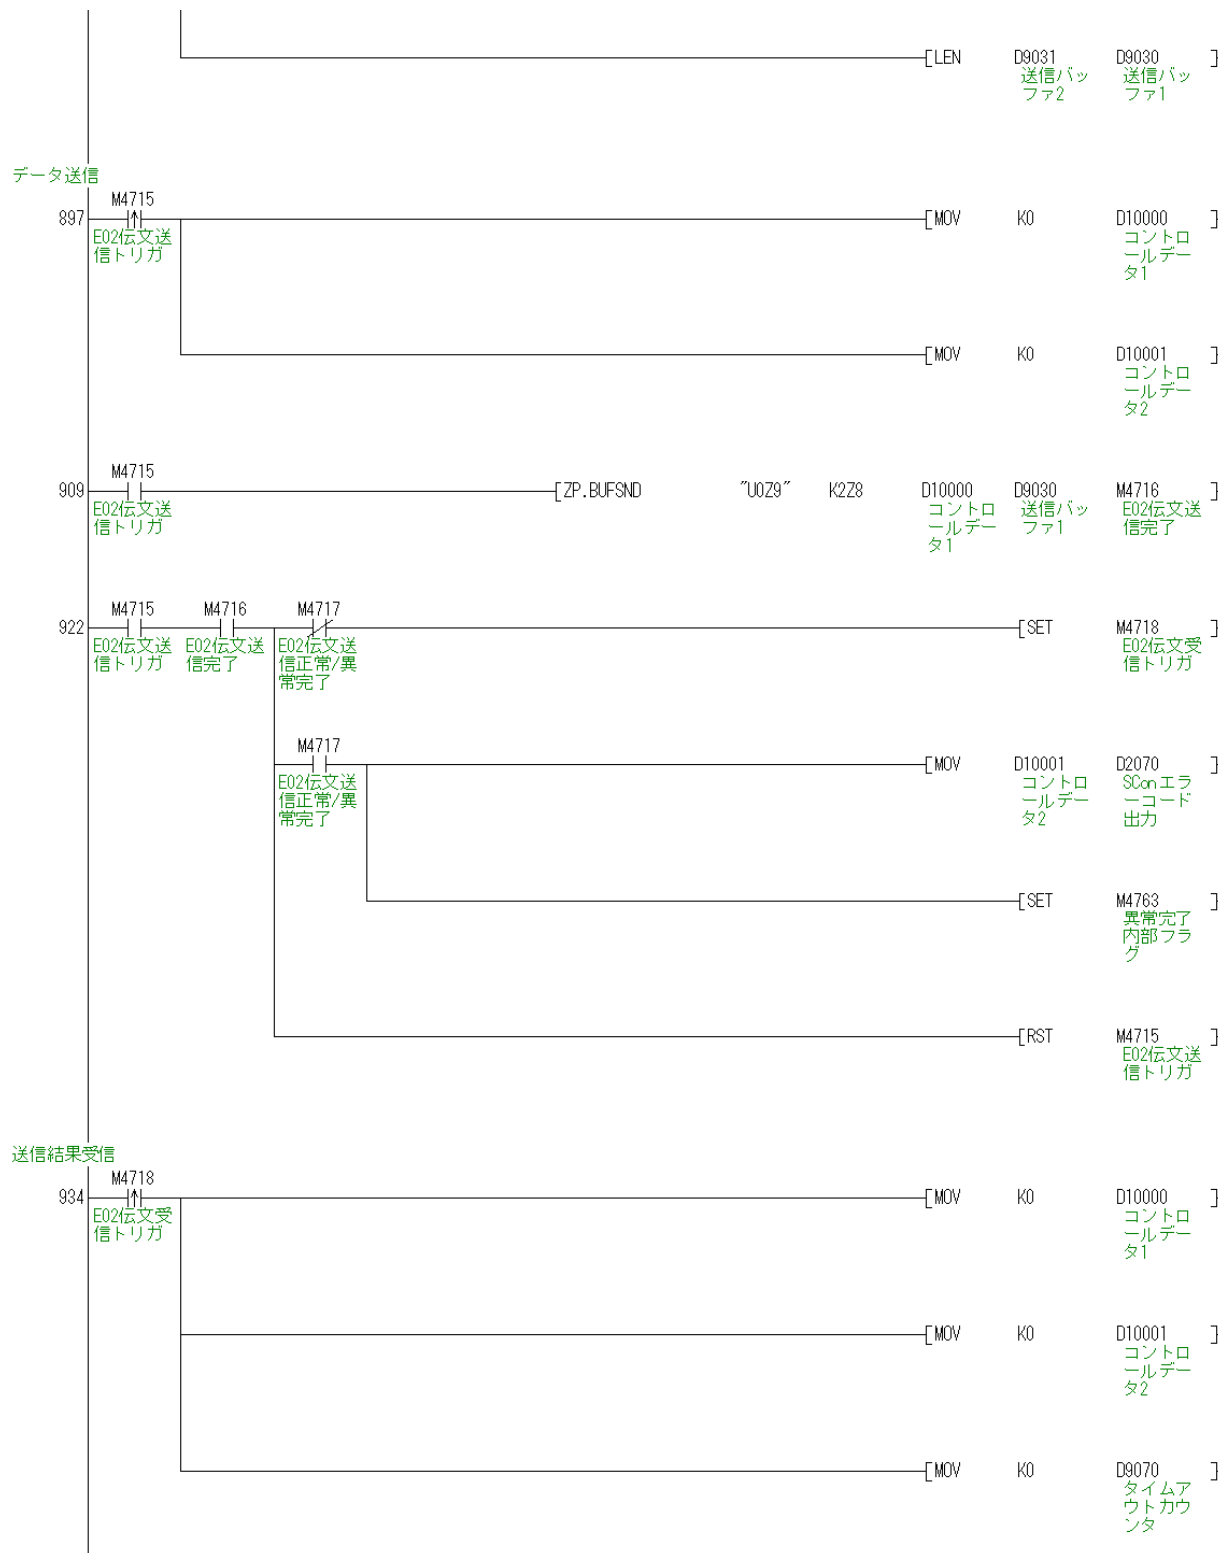 [LEN D9031 D9030 ]
送信バッ 送信バッ
ファ2 ファ1
データ送信
M4715
897 [MOV K0 D10000 ]
E02伝文送 コントロ
信トリガ ールデー
タ1
[MOV K0 D10001 ]
コントロ
ールデー
タ2
M4715
909 [ZP.BUFSND "U0Z9" K2Z8 D10000 D9030 M4716 ]
E02伝文送 コントロ 送信バッ E02伝文送
信トリガ ールデー ファ1 信完了
タ1
M4715 M4716 M4717
922 [SET M4718 ]
E02伝文送 E02伝文送 E02伝文送 E02伝文受
信トリガ 信完了 信正常/異 信トリガ
常完了
M4717
[MOV D10001 D2070 ]
E02伝文送 コントロ SConエラ
信正常/異 ールデー ーコード
常完了 タ2 出力
[SET M4763 ]
異常完了
内部フラ
グ
[RST M4715 ]
E02伝文送
信トリガ
送信結果受信
M4718
934 [MOV K0 D10000 ]
E02伝文受 コントロ
信トリガ ールデー
タ1
[MOV K0 D10001 ]
コントロ
ールデー
タ2
[MOV K0 D9070 ]
タイムア
ウトカウ
ンタ